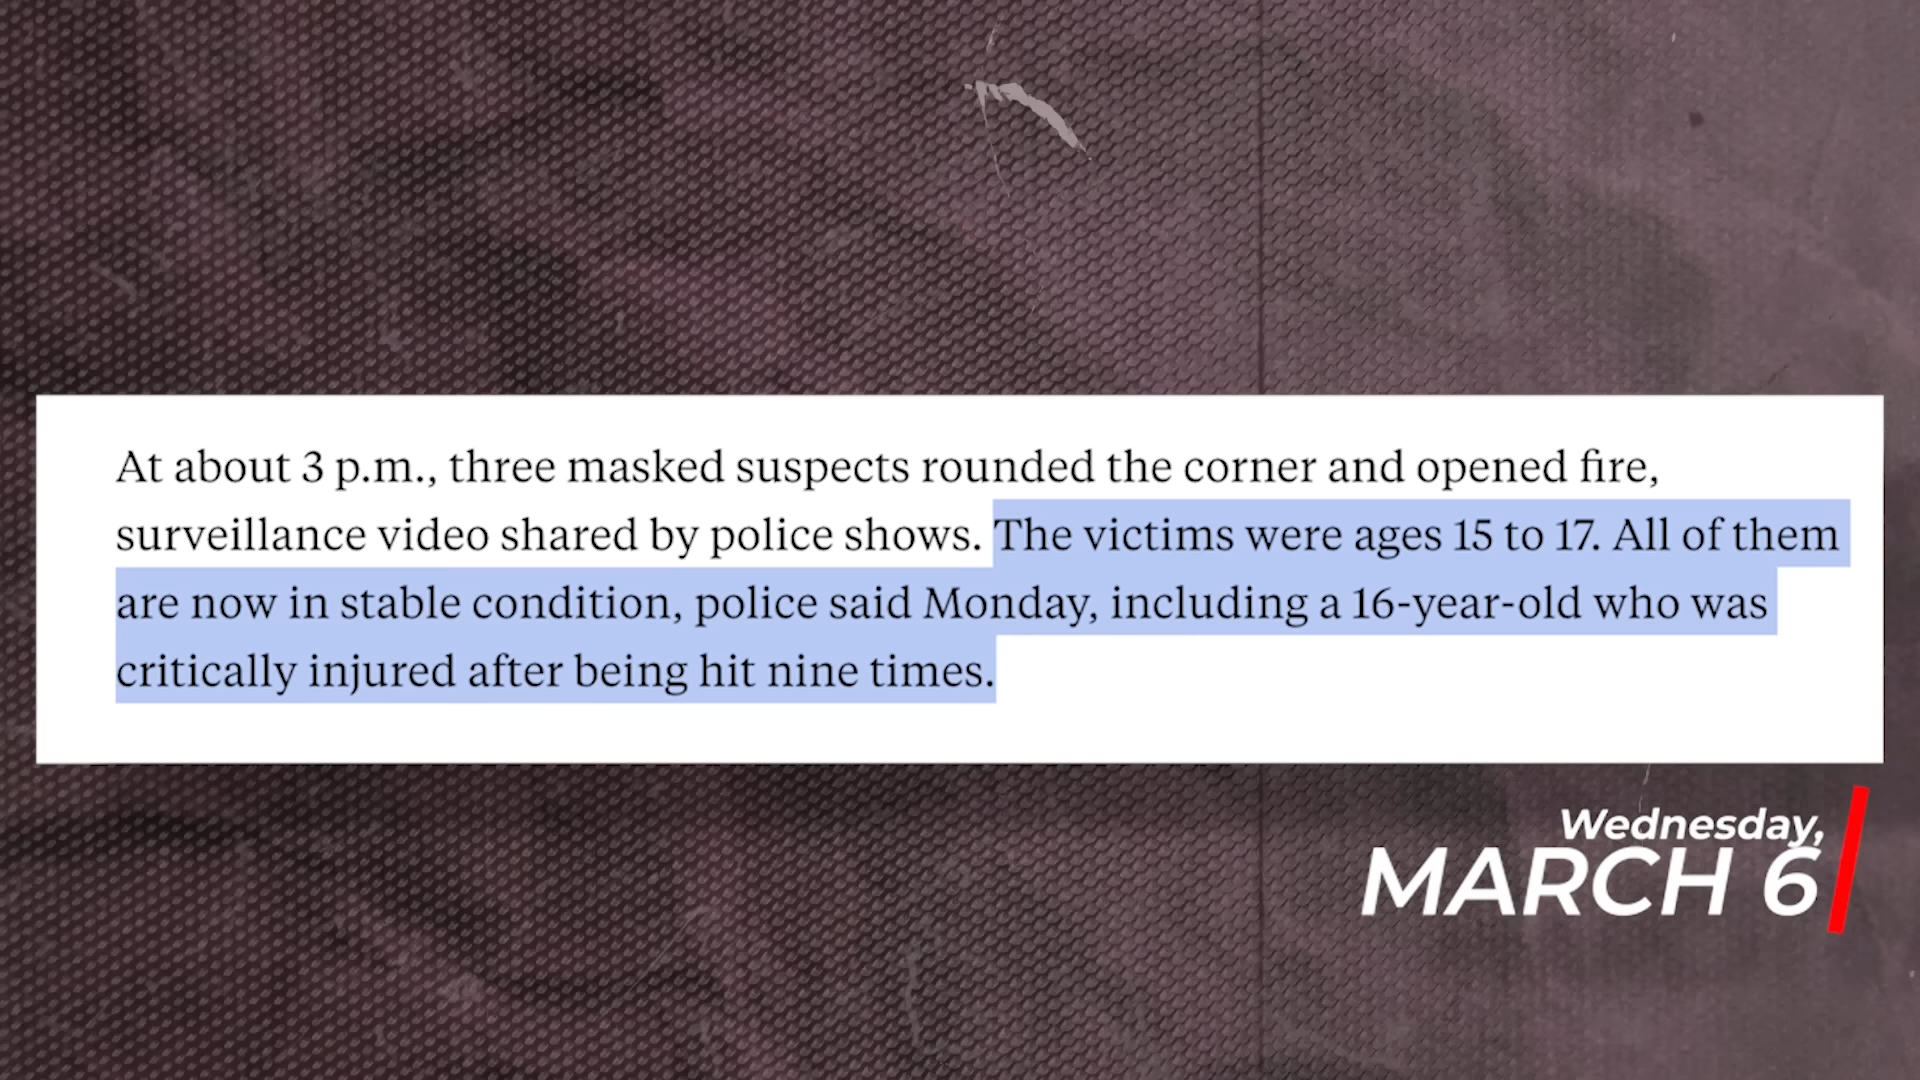 At about 3 p.m., three masked suspects rounded the corner and opened fire,
surveillance video shared by police shows. The victims were ages 15 to 17. All of them
are now in stable condition, police said Monday, including a 16-year-old who was
critically injured after being hit nine times.
Wednesday,
MARCH 6